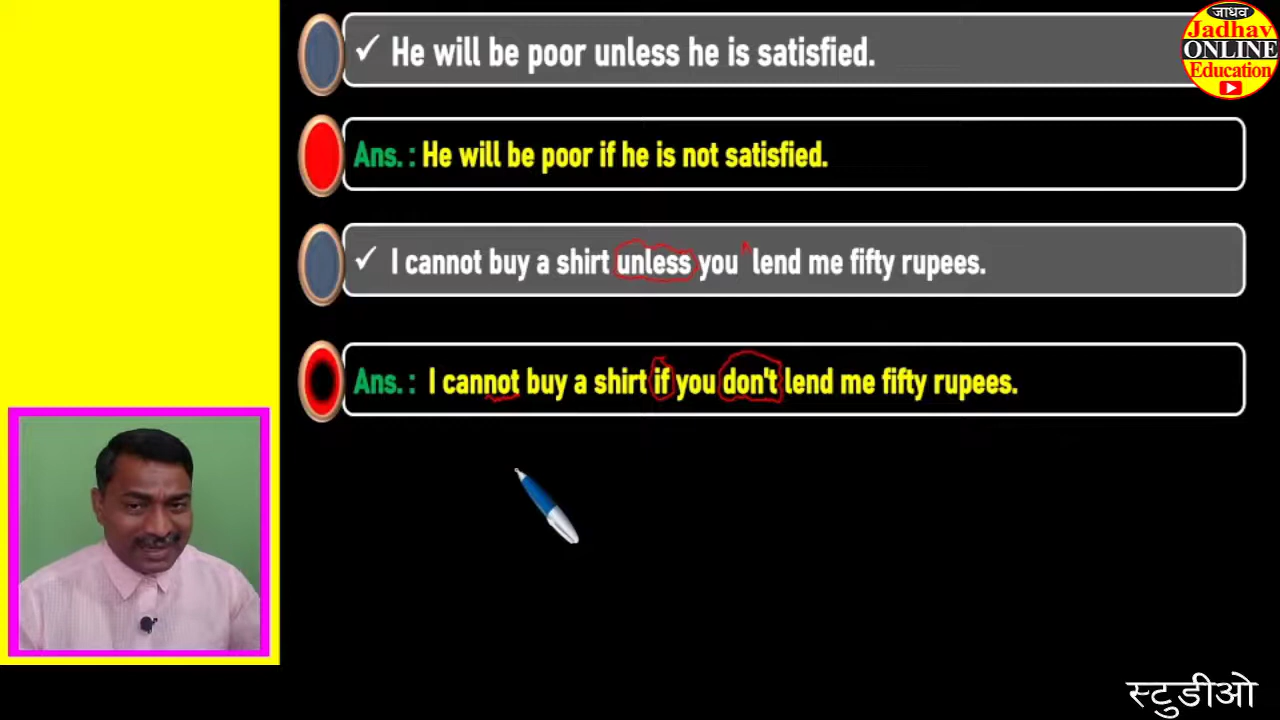 जाधव
Jadhav
ONLINE
Education
✓ He will be poor unless he is satisfied.
Ans. : He will be poor if he is not satisfied.
✓ I cannot buy a shirt unless you lend me fifty rupees.
Ans. : I cannot buy a shirt if you don't lend me fifty rupees.
स्टुडीओ